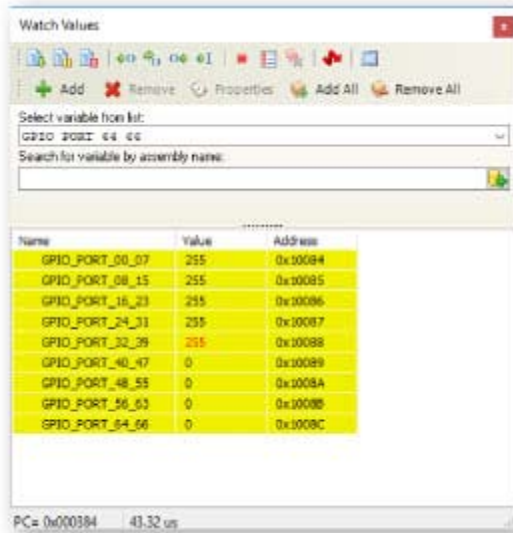 Watch Values
Add Remove Properties Add All Remove All
Select variable from list:
GPIO PORT 64 66
Search for variable by assembly name:
Name Value Address
GPIO_PORT_00_07 255 0x10084
GPIO_PORT_08_15 255 0x10085
GPIO_PORT_16_23 255 0x10086
GPIO_PORT_24_31 255 0x10087
GPIO_PORT_32_39 255 0x10088
GPIO_PORT_40_47 0 0x10089
GPIO_PORT_48_55 0 0x1008A
GPIO_PORT_56_63 0 0x1008B
GPIO_PORT_64_66 0 0x1008C
PC= 0x000384 43.32 us